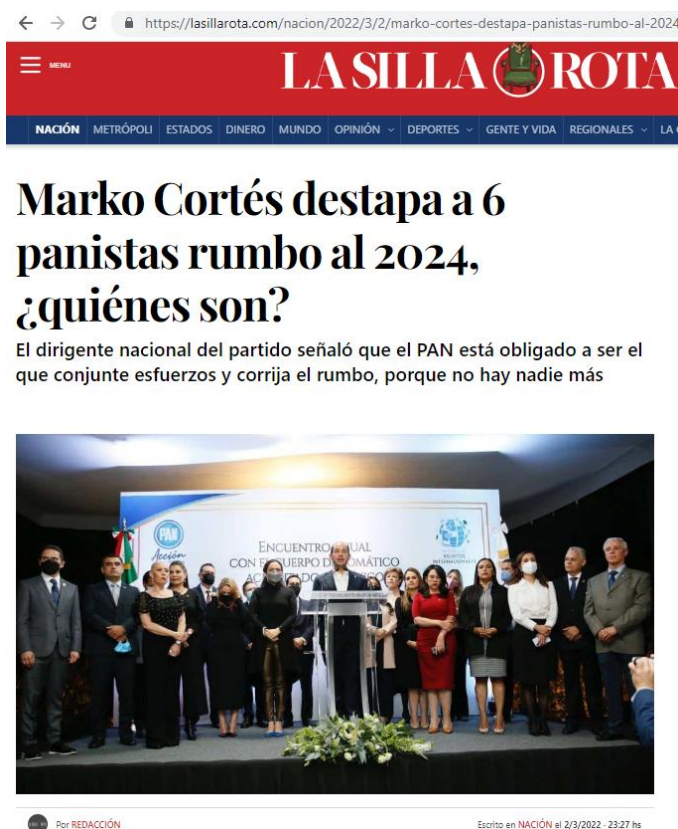 https://lasillarota.com/nacion/2022/3/2/marko-cortes-destapa-panistas-rumbo-al-2024
MENU
LA SILLA ROTA
NACIÓN METRÓPOLI ESTADOS DINERO MUNDO OPINIÓN DEPORTES GENTE Y VIDA REGIONALES LA
Marko Cortés destapa a 6
panistas rumbo al 2024,
¿quiénes son?
El dirigente nacional del partido señaló que el PAN está obligado a ser el
que conjunte esfuerzos y corrija el rumbo, porque no hay nadie más
PAN
Acción
ENCUENTRO
CON
Por REDACCIÓN
Escrito en NACIÓN el 2/3/2022 · 23:27 hs